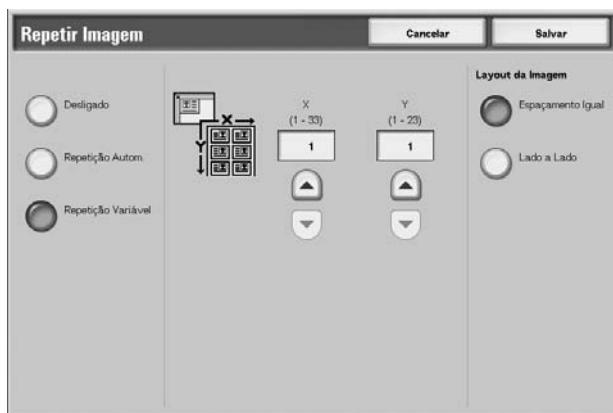 Repetir Imagem
Cancelar
Salvar
Desligado
Repetição Autom.
Repetição Variável
X
Y
X
(1 - 33)
1
Y
(1 - 23)
1
Layout da Imagem
Espaçamento Igual
Lado a Lado